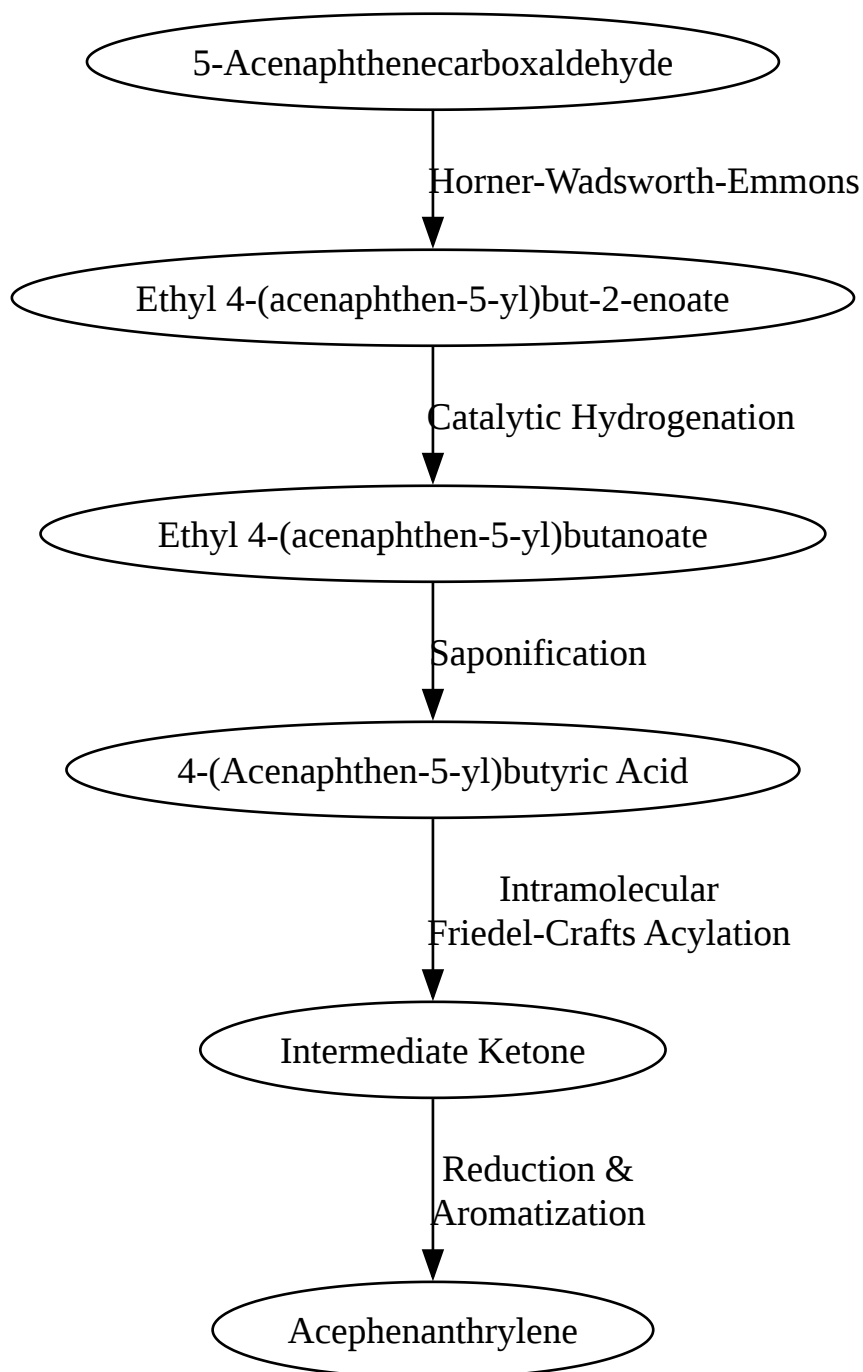 5-Acenaphthenecarboxaldehyde
Horner-Wadsworth-Emmons
Ethyl 4-(acenaphthen-5-yl)but-2-enoate
Catalytic Hydrogenation
Ethyl 4-(acenaphthen-5-yl)butanoate
Saponification
4-(Acenaphthen-5-yl)butyric Acid
Intramolecular
Friedel-Crafts Acylation
Intermediate Ketone
Reduction &
Aromatization
Acephenanthrylene